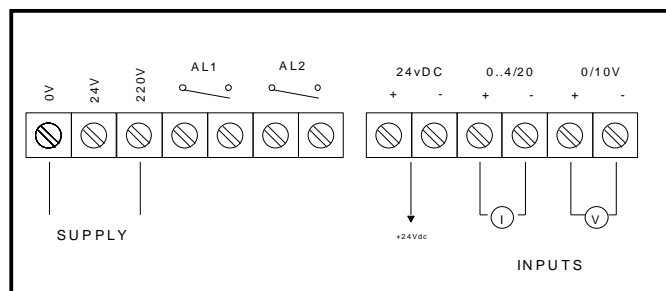 0V
24V
220V
AL1
AL2
24vDC
0..4/20
0/10V
+ - + - + -
I
V
+24Vdc
SUPPLY
INPUTS